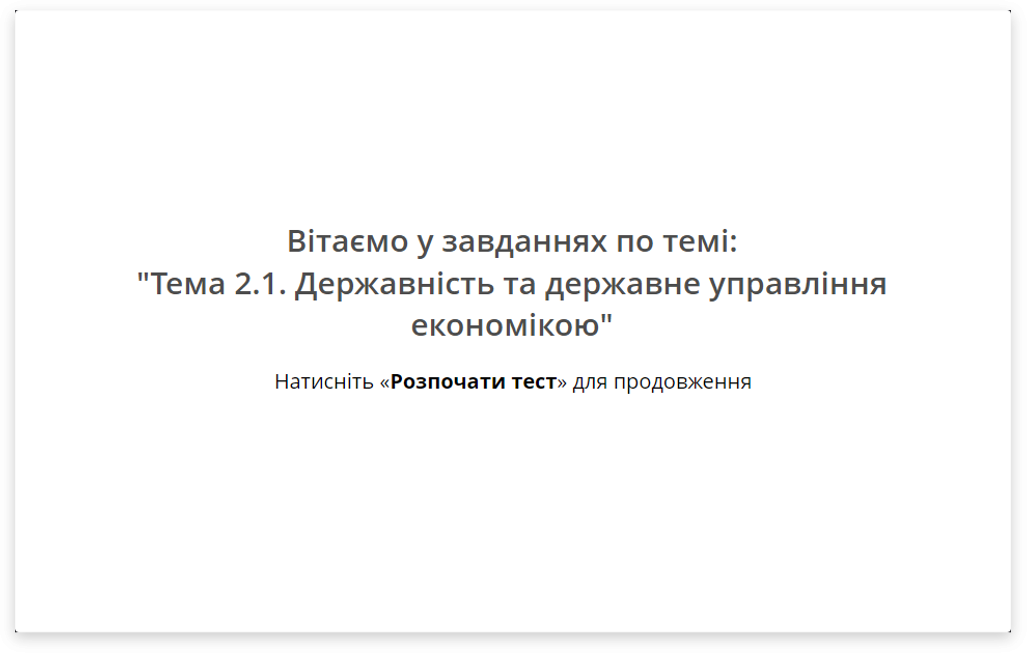 Вітаємо у завданнях по темі:
"Тема 2.1. Державність та державне управління
економікою"
Натисніть «Розпочати тест» для продовження